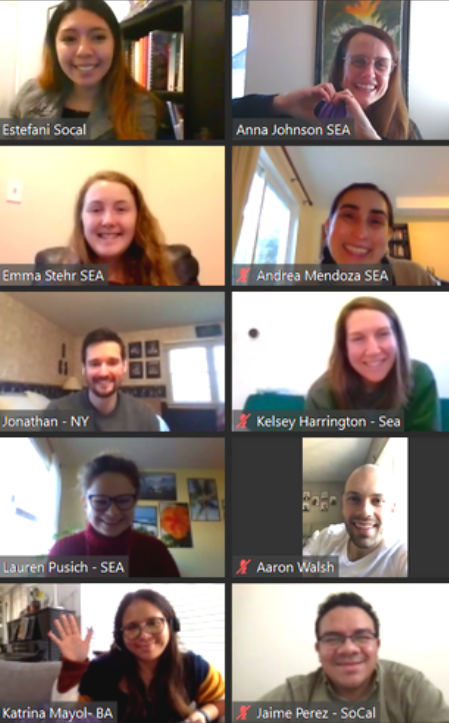 Estefani Socal
Anna Johnson SEA
Emma Stehr SEA
Andrea Mendoza SEA
Jonathan - NY
Kelsey Harrington - Sea
Lauren Pusich - SEA
Aaron Walsh
Katrina Mayol- BA
Jaime Perez - SoCal